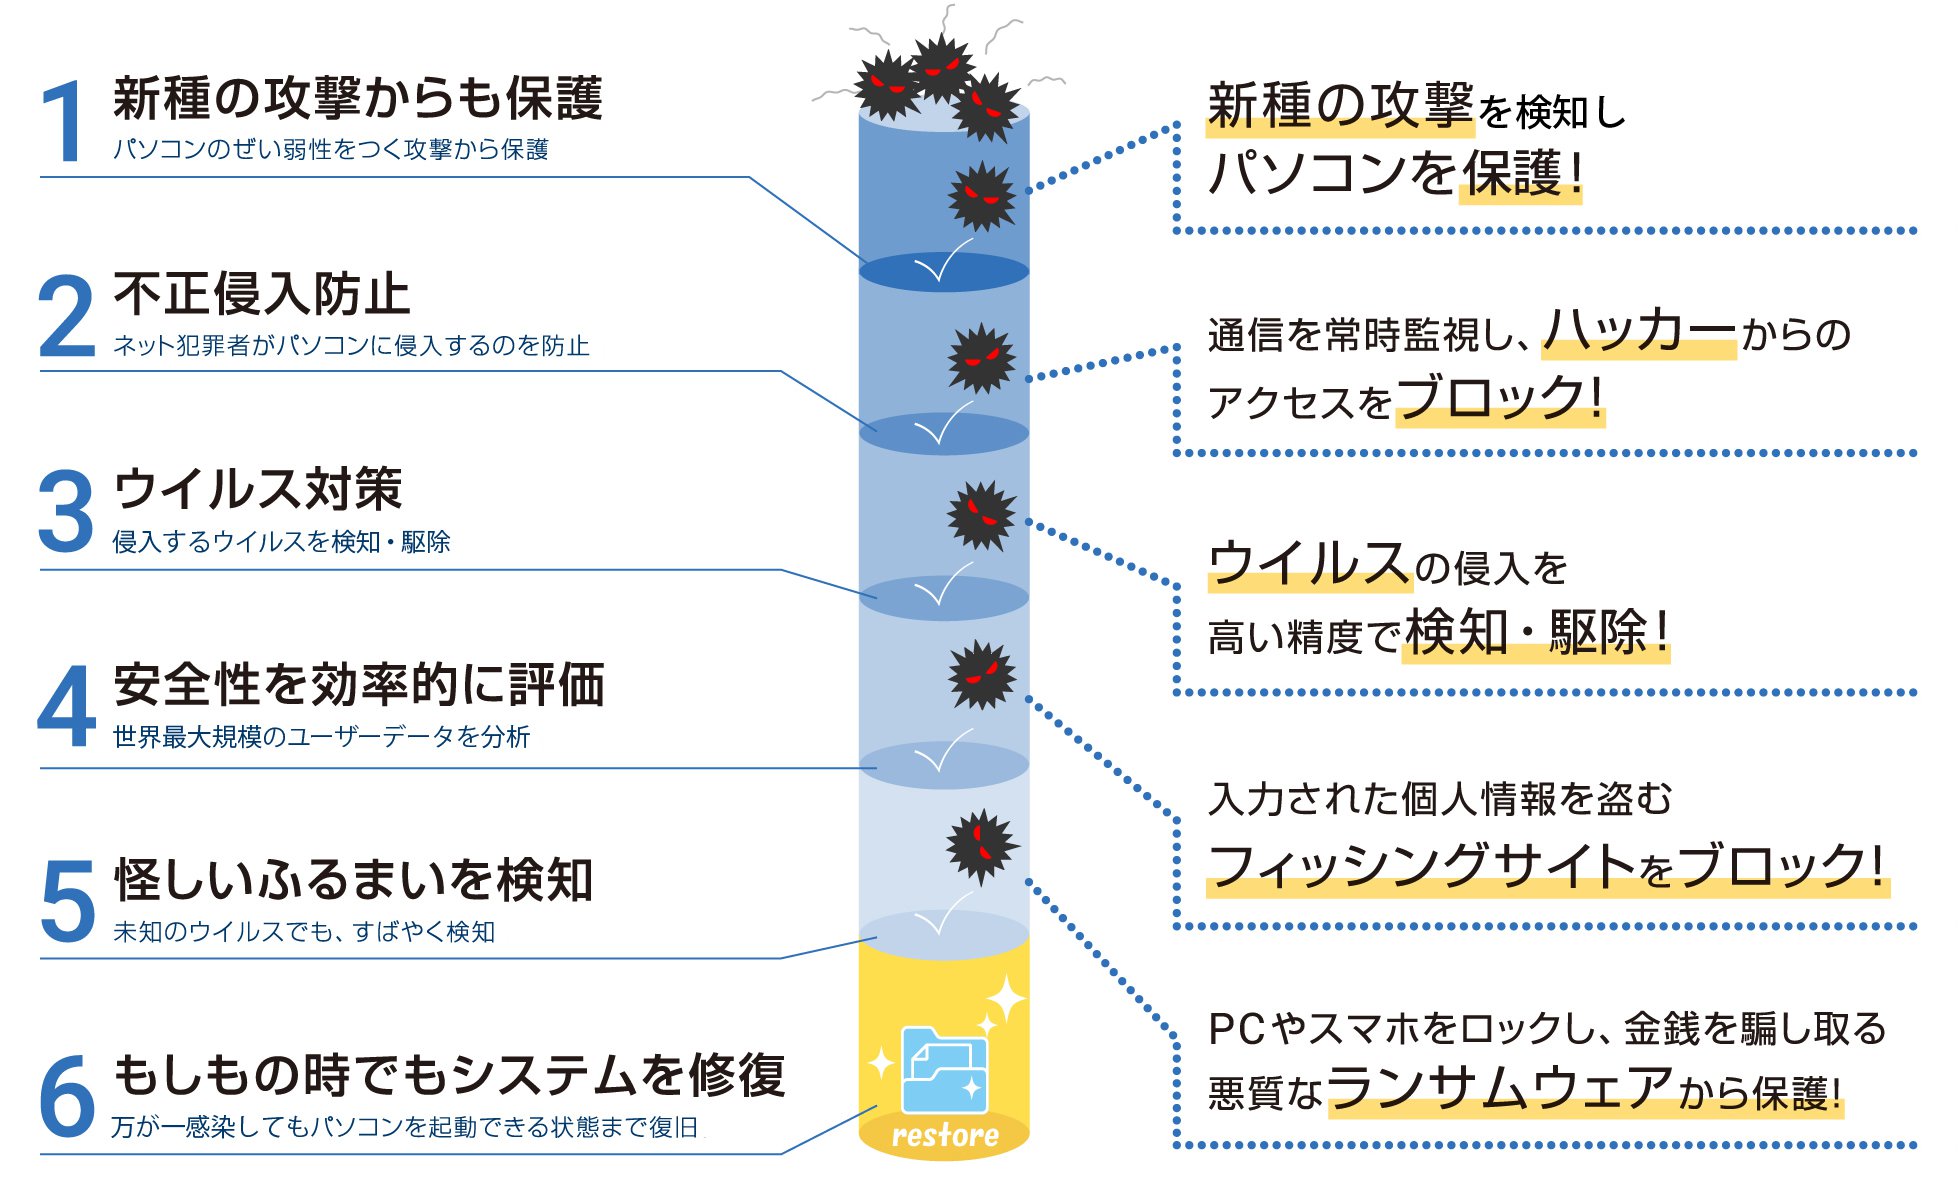 1
新種の攻撃からも保護
パソコンのぜい弱性をつく攻撃から保護
2
不正侵入防止
ネット犯罪者がパソコンに侵入するのを防止
3
ウイルス対策
侵入するウイルスを検知・駆除
4
安全性を効率的に評価
世界最大規模のユーザーデータを分析
5
怪しいふるまいを検知
未知のウイルスでも、すばやく検知
6
もしもの時でもシステムを修復
万が一感染してもパソコンを起動できる状態まで復旧
restore
新種の攻撃を検知し
パソコンを保護!
通信を常時監視し、ハッカーからの
アクセスをブロック!
ウイルスの侵入を
高い精度で検知・駆除!
入力された個人情報を盗む
フィッシングサイトをブロック!
PCやスマホをロックし、金銭を騙し取る
悪質なランサムウェアから保護!